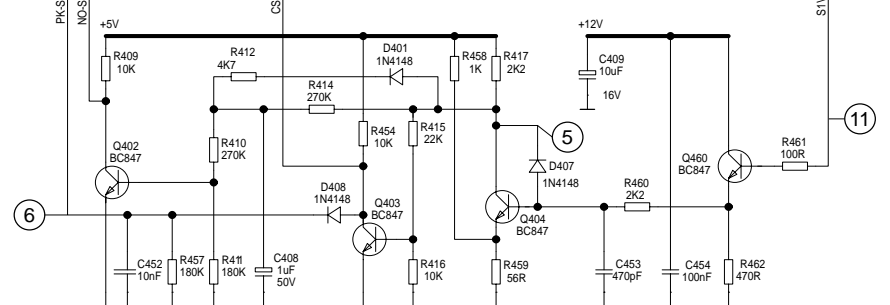 PK-S
NO-S
CS
S1V
+5V
+12V
R409
10K
R412
4K7
D401
1N4148
R458
1K
R417
2K2
C409
10uF
16V
R414
270K
R454
10K
R415
22K
5
11
Q402
BC847
R410
270K
D407
1N4148
Q460
BC847
R461
100R
D408
1N4148
Q403
BC847
R460
2K2
Q404
BC847
6
C452
10nF
R457
180K
R411
180K
C408
1uF
50V
R416
10K
R459
56R
C453
470pF
C454
100nF
R462
470R